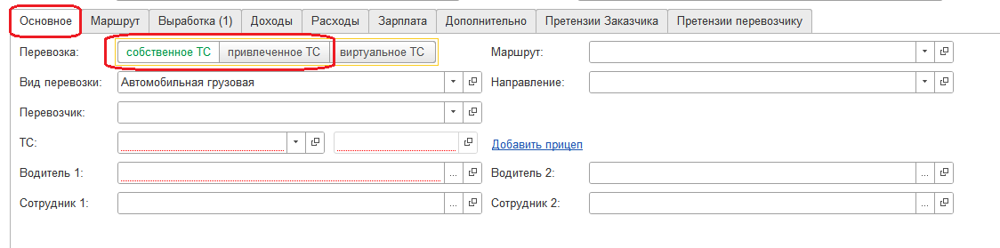 Основное Маршрут Выработка (1) Доходы Расходы Зарплата Дополнительно Претензии Заказчика Претензии перевозчику
Перевозка: собственное ТС привлеченное ТС виртуальное ТС Маршрут:
Вид перевозки: Автомобильная грузовая Направление:
Перевозчик:
ТС: Добавить прицеп
Водитель 1: ... Водитель 2: ...
Сотрудник 1: ... Сотрудник 2: ...